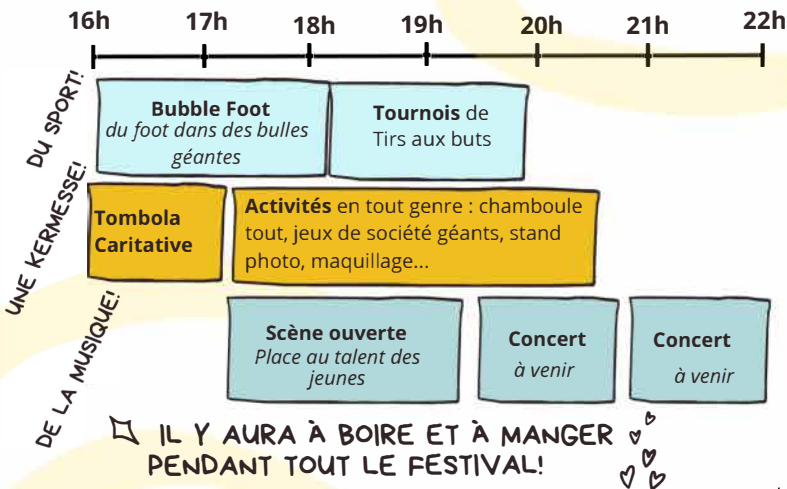 16h 17h 18h 19h 20h 21h 22h
DU SPORT!
Bubble Foot
du foot dans des bulles
géantes
Tournois de
Tirs aux buts
UNE KERMESSE!
Tombola
Caritative
Activités en tout genre : chamboule
tout, jeux de société géants, stand
photo, maquillage...
DE LA MUSIQUE!
Scène ouverte
Place au talent des
jeunes
Concert
à venir
Concert
à venir
IL Y AURA À BOIRE ET À MANGER
PENDANT TOUT LE FESTIVAL!